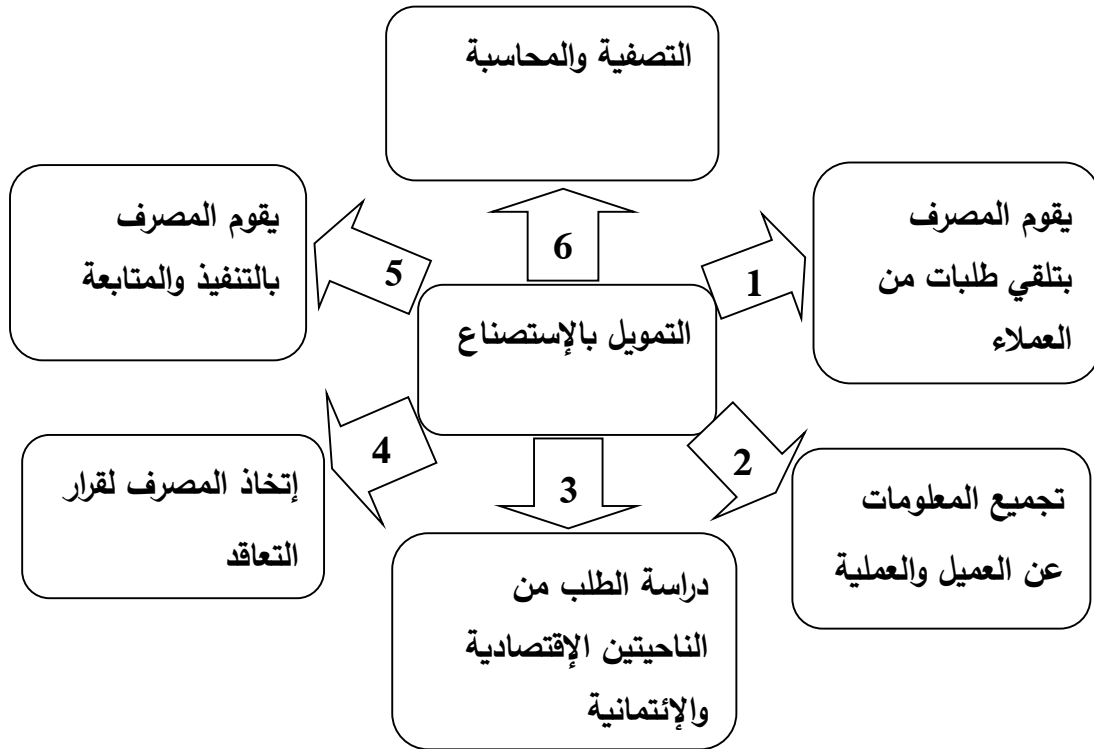 التصفية والمحاسبة
يقوم المصرف
بتلقي طلبات من
العملاء
يقوم المصرف
بالتنفيذ والمتابعة
6
5
1
التمويل بالإستصناع
4
3
2
تجميع المعلومات
عن العميل والعملية
إتخاذ المصرف لقرار
التعاقد
دراسة الطلب من
الناحيتين الإقتصادية
والإئتمانية